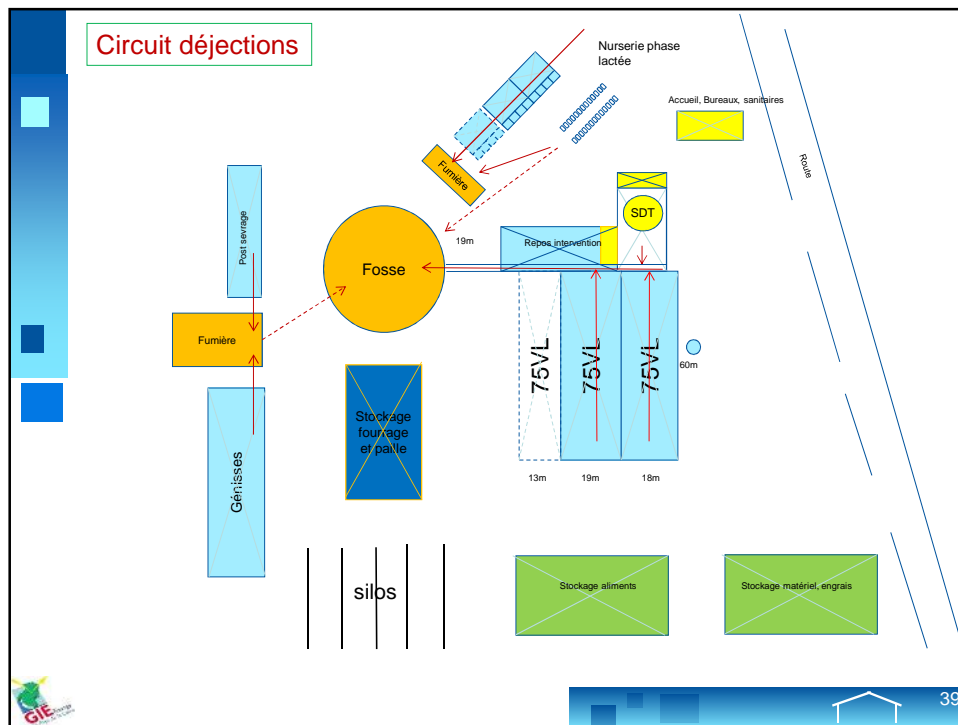 Circuit déjections
Nurserie phase
lactée
Accueil, Bureaux, sanitaires
Route
Fumière
Post sevrage
SDT
19m
Repos intervention
Fosse
Fumière
75VL
75VL
75VL
60m
Stockage
fourrage
et paille
Génisses
13m
19m
18m
silos
Stockage aliments
Stockage matériel, engrais
GIE
39